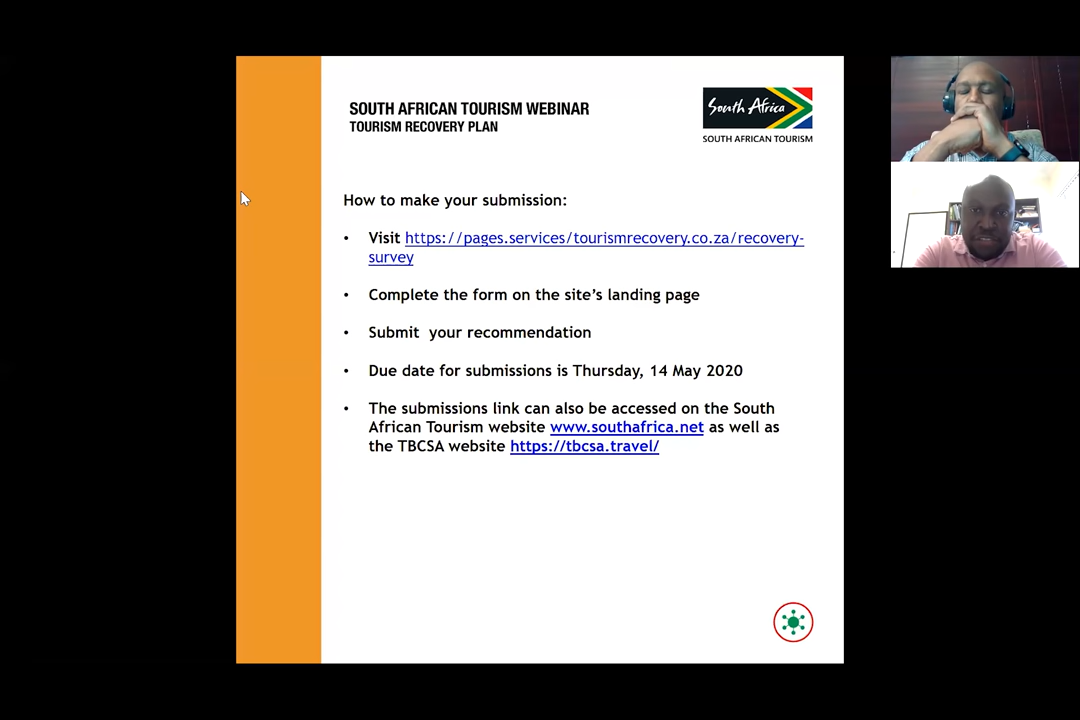 SOUTH AFRICAN TOURISM WEBINAR
TOURISM RECOVERY PLAN
South Africa
SOUTH AFRICAN TOURISM
How to make your submission:
• Visit https://pages.services/tourismrecovery.co.za/recovery-
survey
• Complete the form on the site's landing page
• Submit  your recommendation
• Due date for submissions is Thursday, 14 May 2020
• The submissions link can also be accessed on the South
African Tourism website www.southafrica.net as well as
the TBCSA website https://tbcsa.travel/